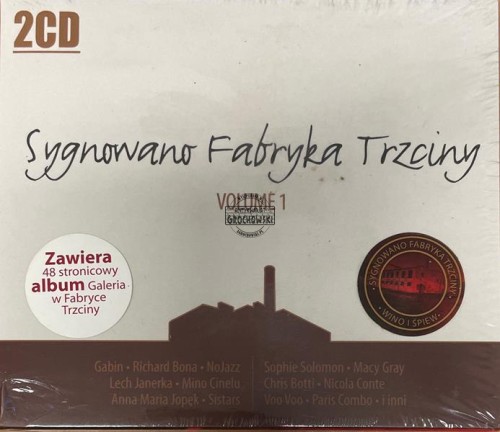 2CD
Sygnowano Fabryka Trzciny
VOLUME 1
GROCHOWSKI
Zawiera
48 stronicowy
album Galeria
w Fabryce
Trzciny
• SYGNOWANO FABRYKA TRZCINY •
WINO I ŚPIEW
Gabin • Richard Bona • NoJazz
Lech Janerka • Mino Cinelu
Anna Maria Jopek • Sistars
Sophie Solomon • Macy Gray
Chris Botti • Nicola Conte
Voo Voo • Paris Combo • i inni